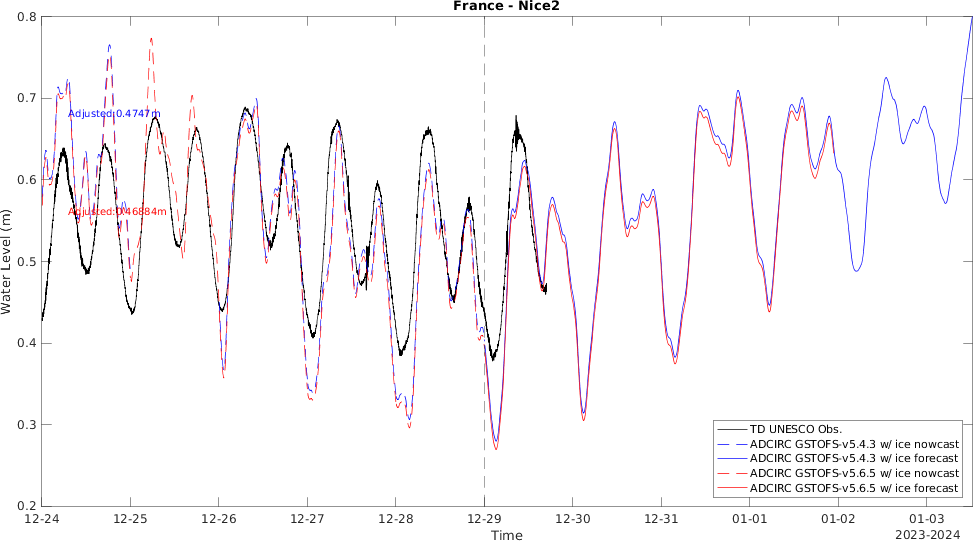 France - Nice2
0.8
0.7
0.6
0.5
0.4
0.3
0.2
Water Level (m)
Adjusted:0.4747m
Adjusted:0.46884m
TD UNESCO Obs.
ADCIRC GSTOFS-v5.4.3 w/ ice nowcast
ADCIRC GSTOFS-v5.4.3 w/ ice forecast
ADCIRC GSTOFS-v5.6.5 w/ ice nowcast
ADCIRC GSTOFS-v5.6.5 w/ ice forecast
12-24 12-25 12-26 12-27 12-28 12-29 12-30 12-31 01-01 01-02 01-03
Time
2023-2024